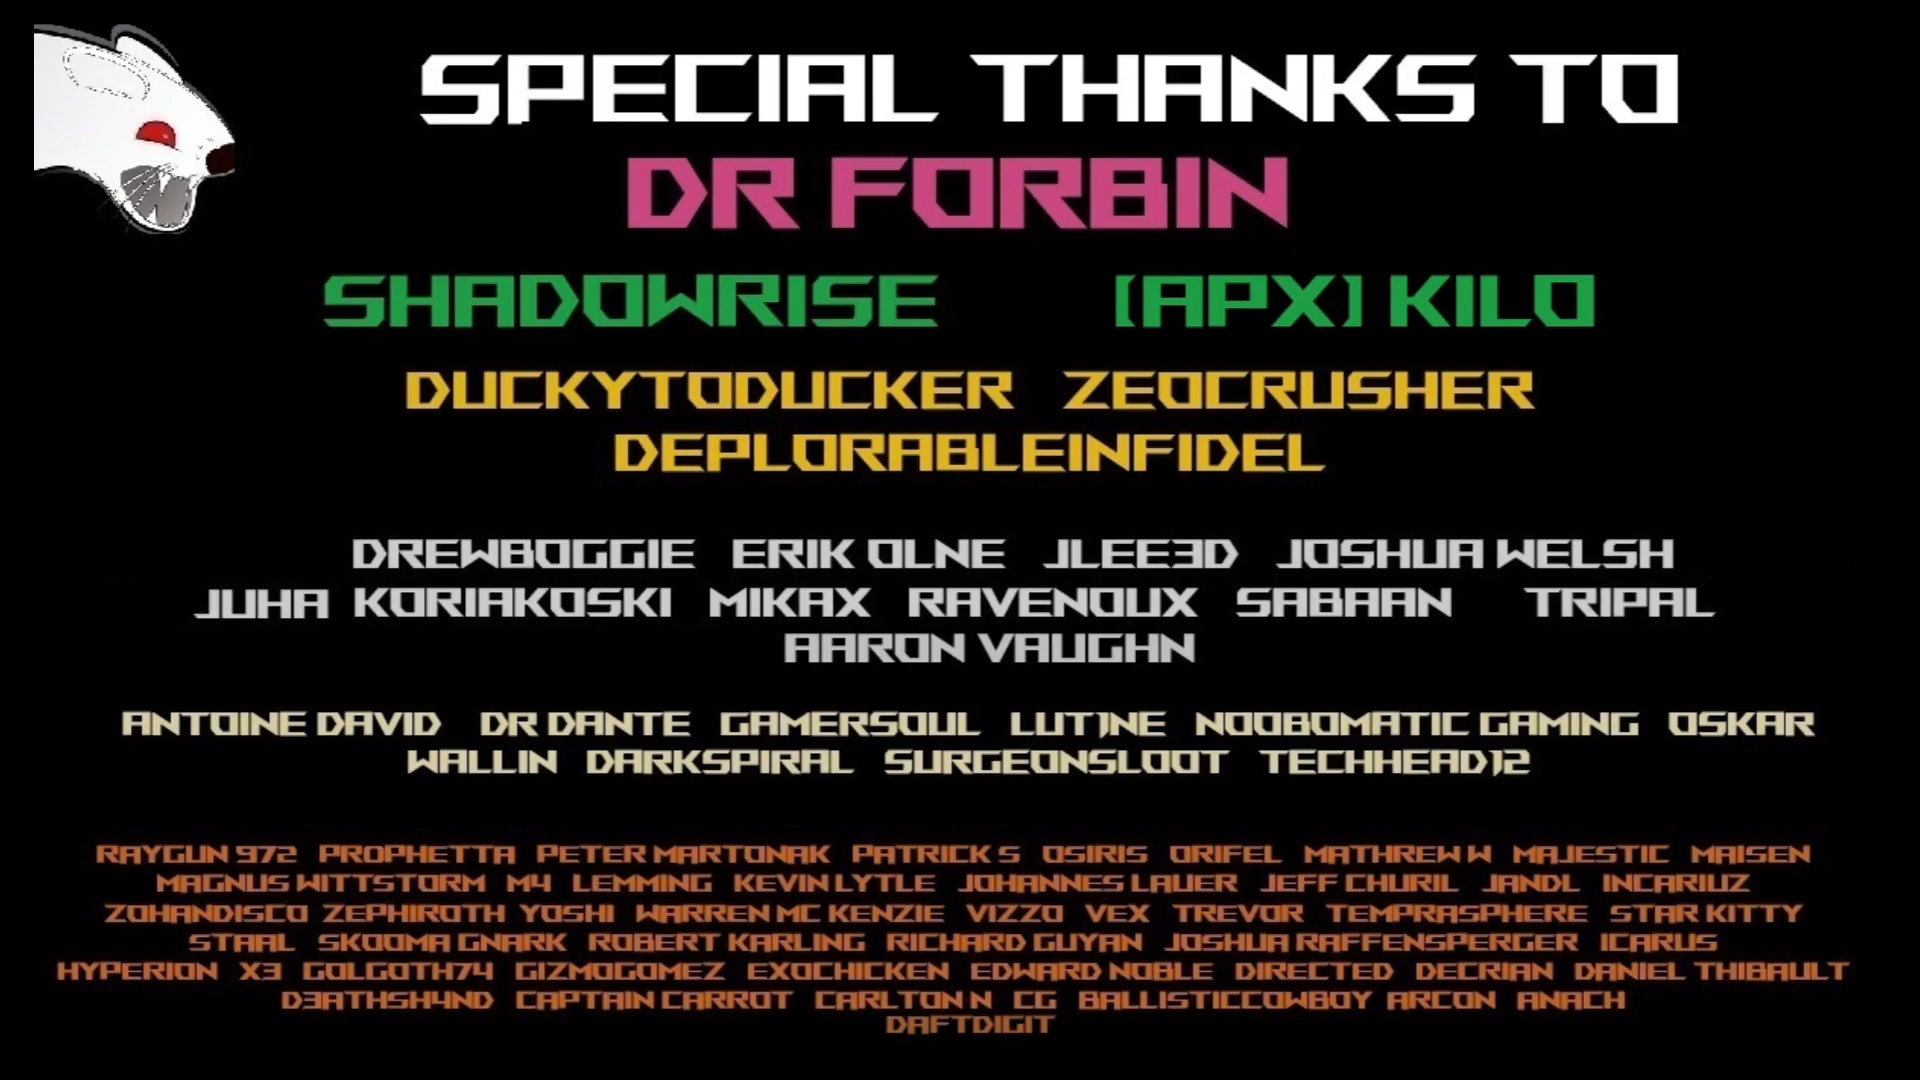 SPECIAL THANKS TO
DR FORBIN
SHADOWRISE [APX] KILO
DUCKYTODUCKER ZEOCRUSHER
DEPLORABLEINFIDEL
DREWBOGGIE ERIK OLNE JLEE3D JOSHUA WELSH
JUHA KORIAKOSKI MIKAX RAVENOUX SABAAN TRIPAL
AARON VAUGHN
ANTOINE DAVID DR DANTE GAMERSOUL LUT1NE NOOBOMATIC GAMING OSKAR
WALLIN DARKSPIRAL SURGEONSLOOT TECHHEAD12
RAYGUN 972 PROPHETTA PETER MARTONAK PATRICK S OSIRIS ORIFEL MATHREW W MAJESTIC MAISEN
MAGNUS WITTSTORM M4 LEMMING KEVIN LYTLE JOHANNES LAUER JEFF CHURIL JANDL INCARIUZ
ZOHANDISCO ZEPHIROTH YOSHI WARREN MC KENZIE VIZZO VEX TREVOR TEMPRASPHERE STAR KITTY
STAAL SKOOMA GNARK ROBERT KARLING RICHARD GUYAN JOSHUA RAFFENSPERGER ICARUS
HYPERION X3 GOLGOTH74 GIZMOGOMEZ EXOCHICKEN EDWARD NOBLE DIRECTED DECRIAN DANIEL THIBAULT
D3ATHSH4ND CAPTAIN CARROT CARLTON N CG BALLISTICCOWBOY ARCON ANACH
DAFTDIGIT